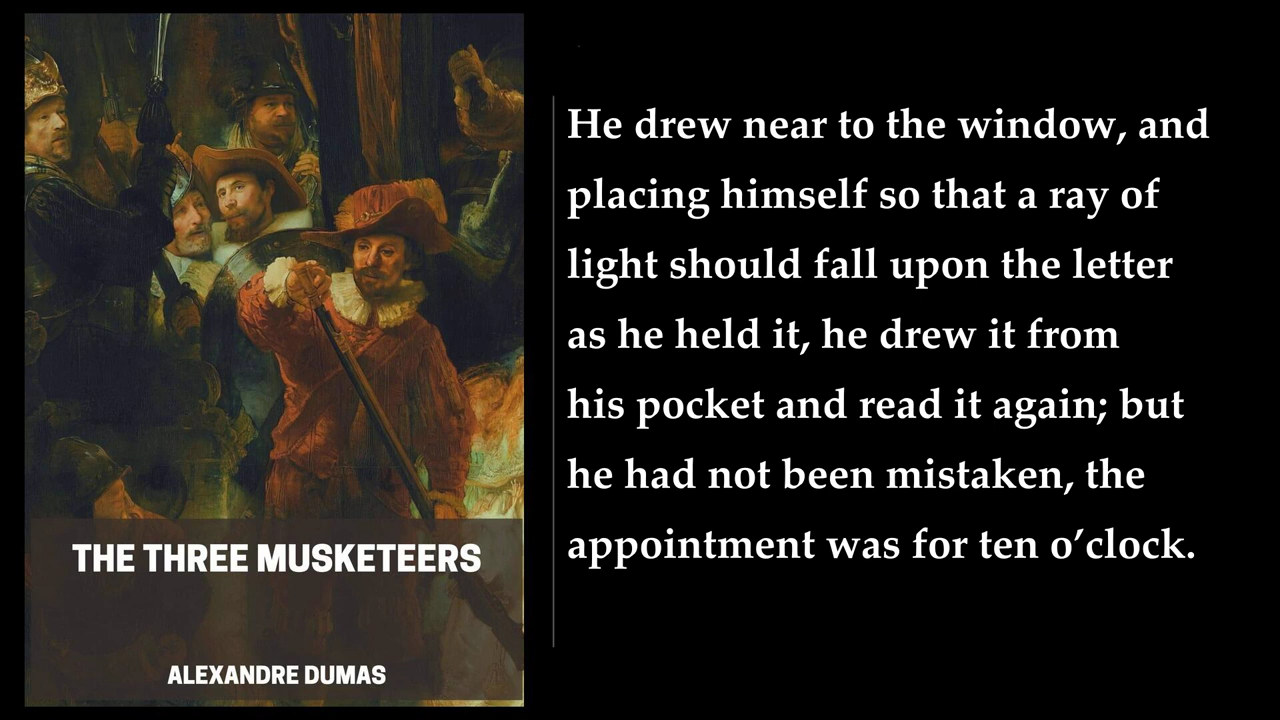 THE THREE MUSKETEERS
ALEXANDRE DUMAS
He drew near to the window, and
placing himself so that a ray of
light should fall upon the letter
as he held it, he drew it from
his pocket and read it again; but
he had not been mistaken, the
appointment was for ten o’clock.